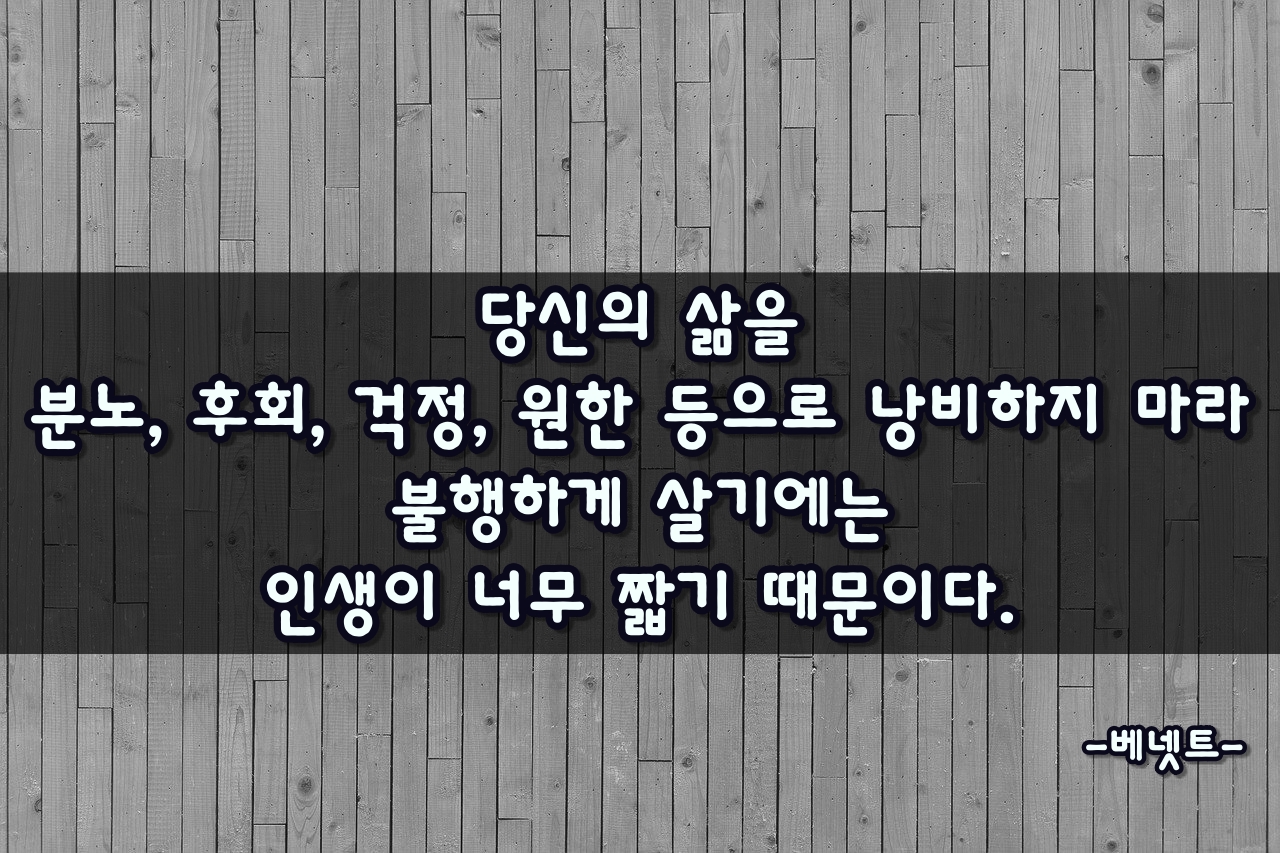 당신의 삶을
분노, 후회, 걱정, 원한 등으로 낭비하지 마라
불행하게 살기에는
인생이 너무 짧기 때문이다.
-베넷트-